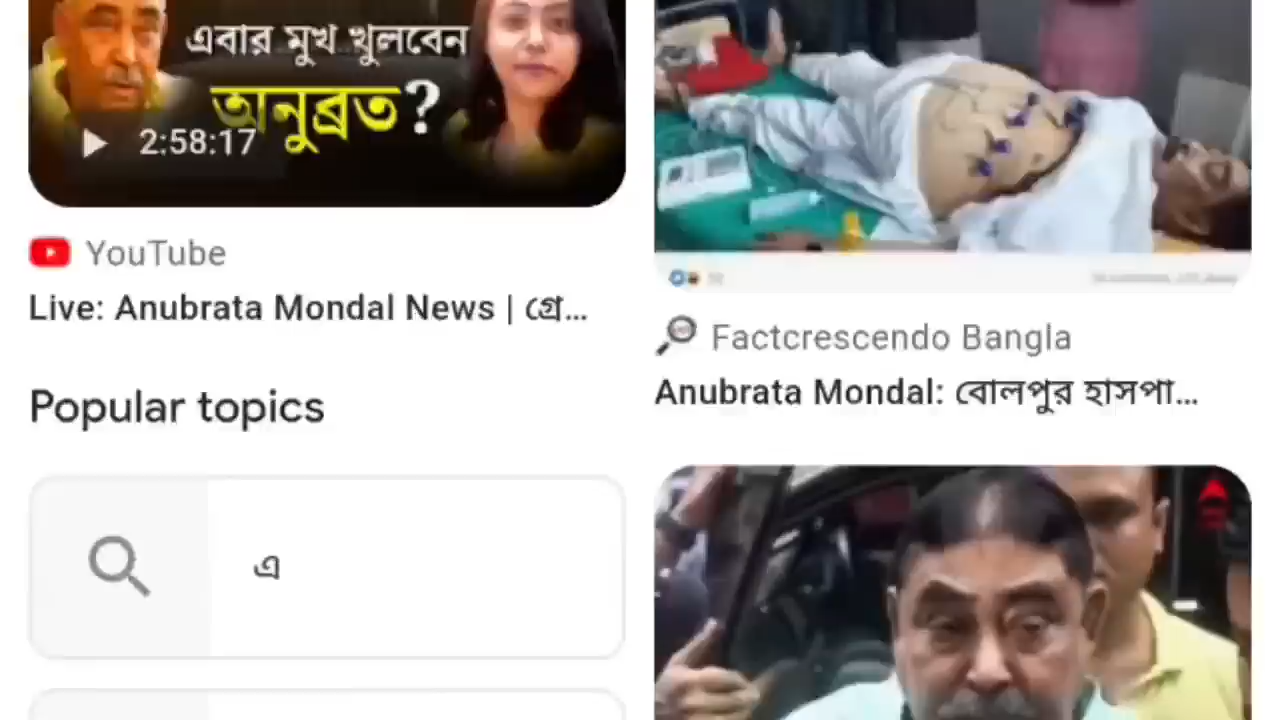 এবার মুখ খুলবেন
অনুব্রত?
2:58:17
YouTube
Live: Anubrata Mondal News | গ্রে...
Popular topics
এ
Factcrescendo Bangla
Anubrata Mondal: বোলপুর হাসপা...